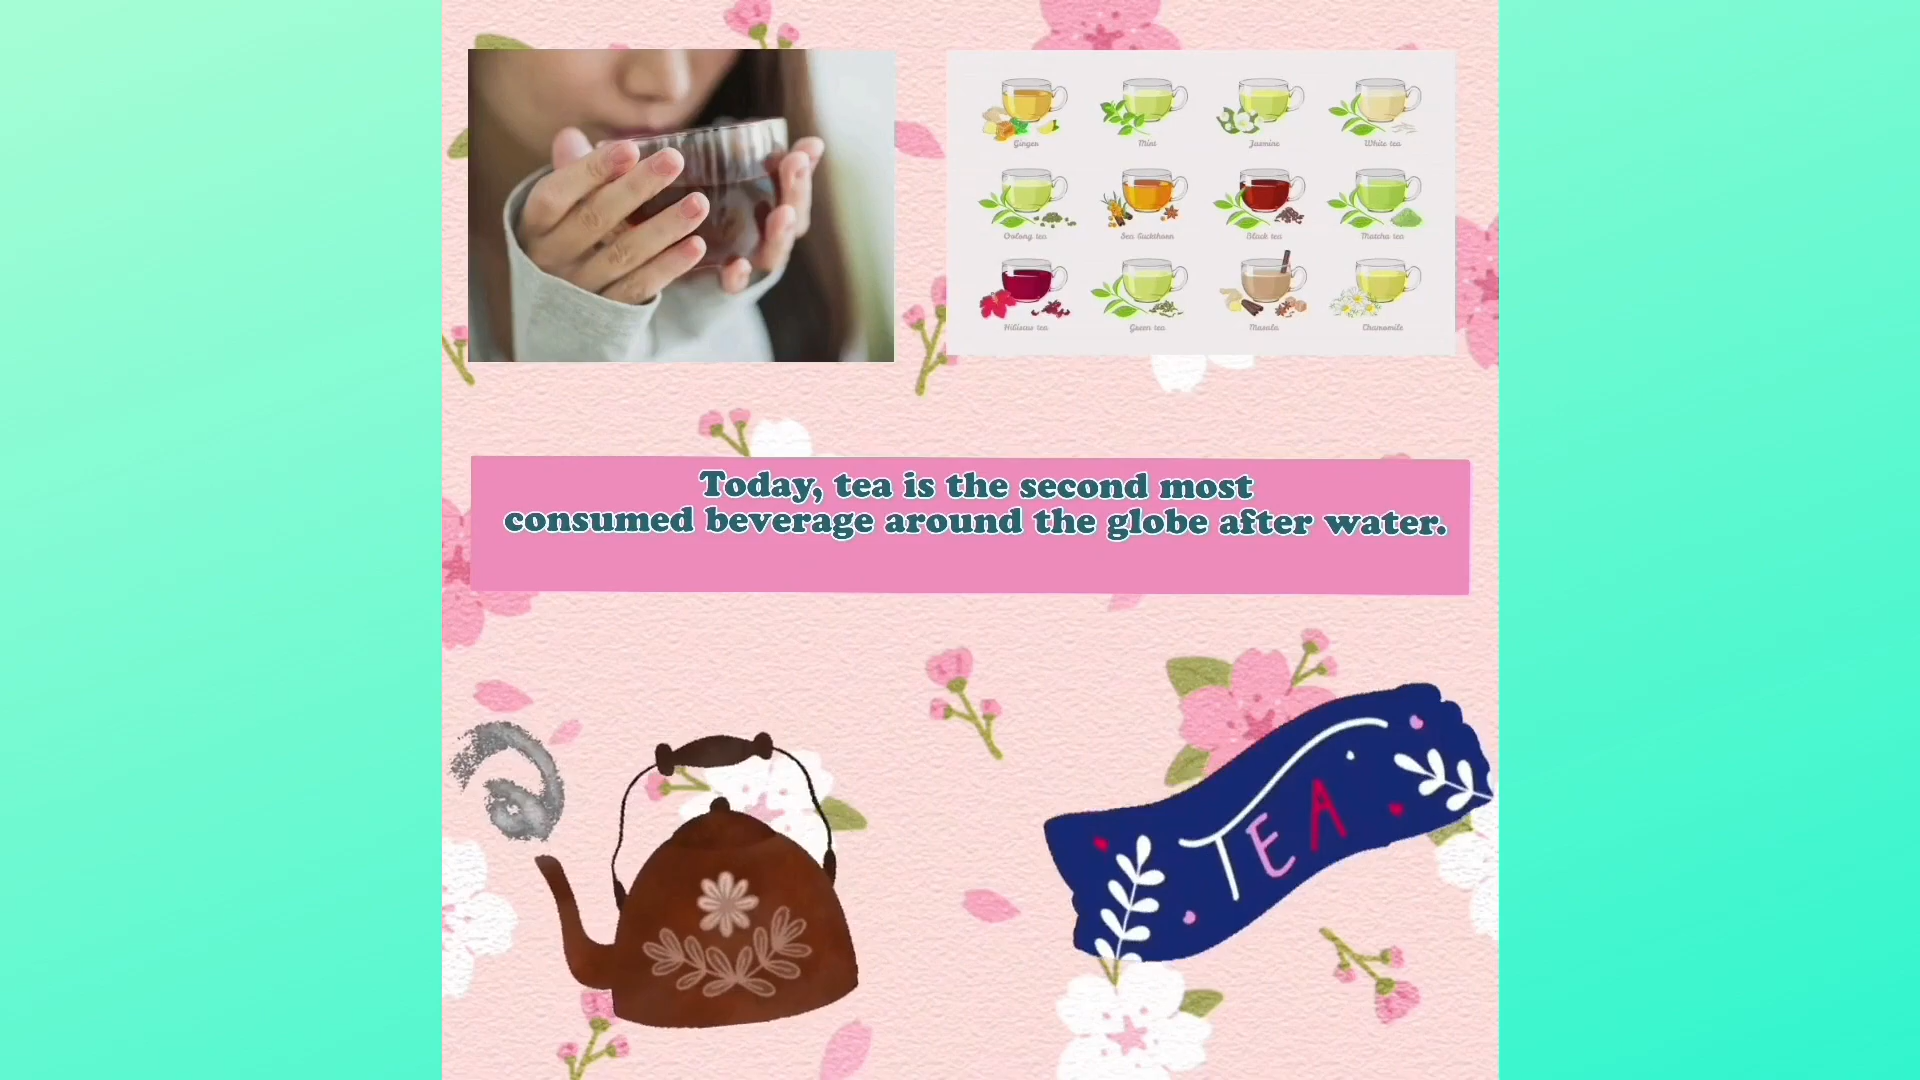 Ginger
Mint
Jasmine
White tea
Oolong tea
Sea Buckthorn
Black tea
Matcha tea
Hibiscus tea
Green tea
Masala
Chamomile
Today, tea is the second most
consumed beverage around the globe after water.
TEA